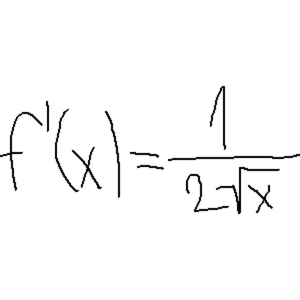 f'(x) = 1/(2√x)